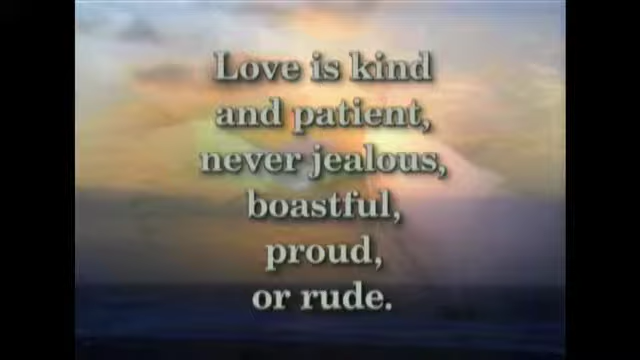 Love is kind
and patient,
never jealous,
boastful,
proud,
or rude.